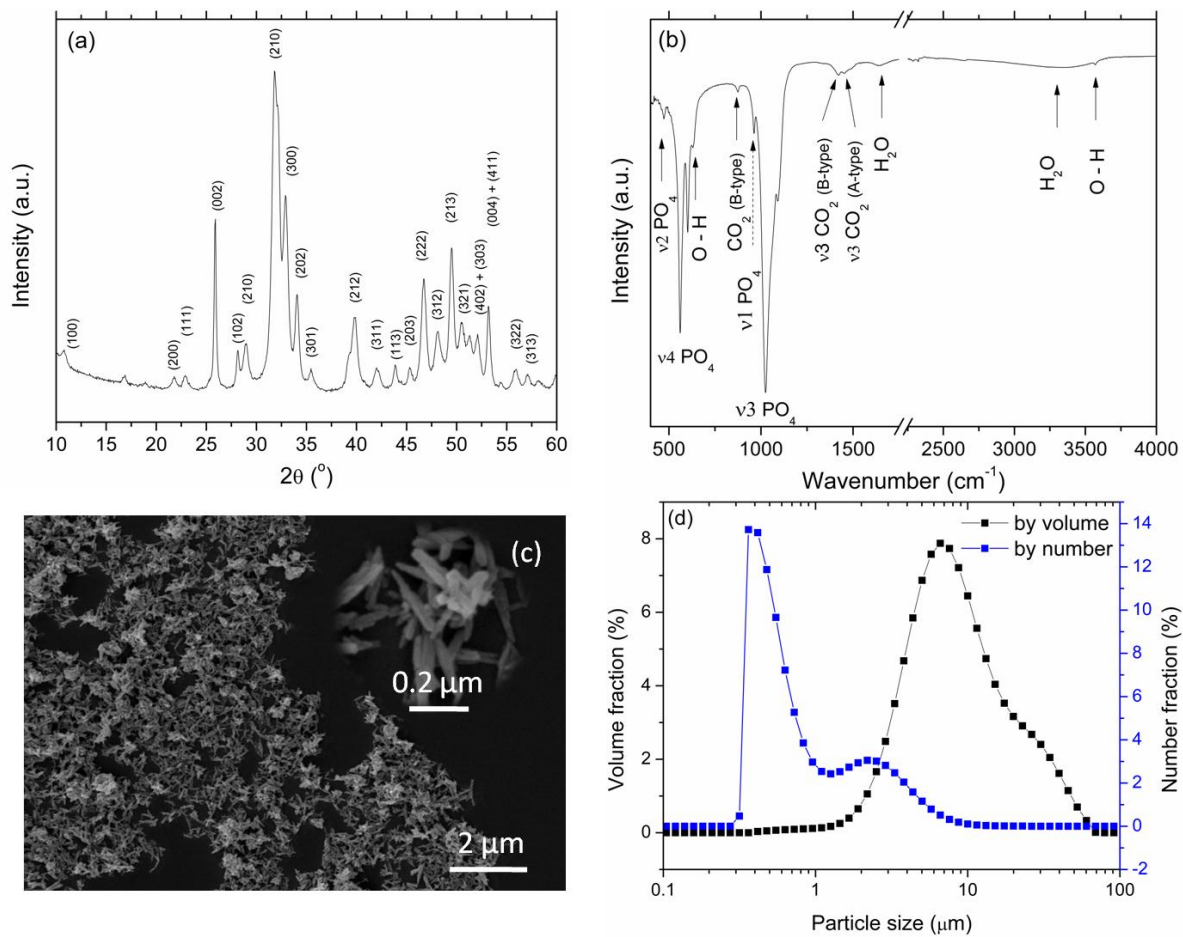 (a)
Intensity (a.u.)
(100)
(200)
(111)
(002)
(102)
(210)
(210)
(300)
(202)
(301)
(212)
(311)
(113)
(203)
(222)
(312)
(213)
(321)
(402) + (303)
(004) + (411)
(322)
(313)
10 15 20 25 30 35 40 45 50 55 60
2θ (°)
(b)
Intensity (a.u.)
ν2 PO₄
ν4 PO₄
O - H
CO₂ (B-type)
ν1 PO₄
ν3 PO₄
ν3 CO₂ (B-type)
ν3 CO₂ (A-type)
H₂O
H₂O
O - H
500 1000 1500 2500 3000 3500 4000
Wavenumber (cm⁻¹)
(c)
0.2 μm
2 μm
(d)
by volume
by number
Volume fraction (%)
8
6
4
2
0
Number fraction (%)
14
12
10
8
6
4
2
0
-2
0.1 1 10 100
Particle size (μm)